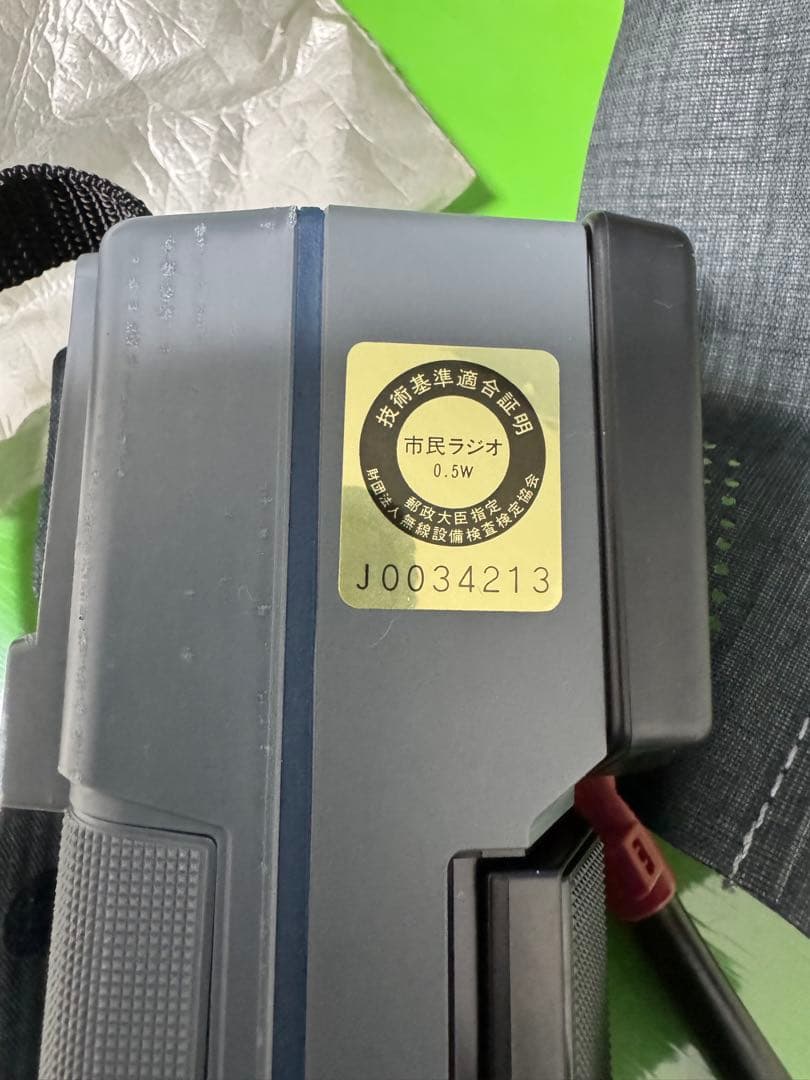 技術基準適合証明
市民ラジオ
0.5W
郵政大臣指定
財団法人無線設備検査検定協会
J0034213